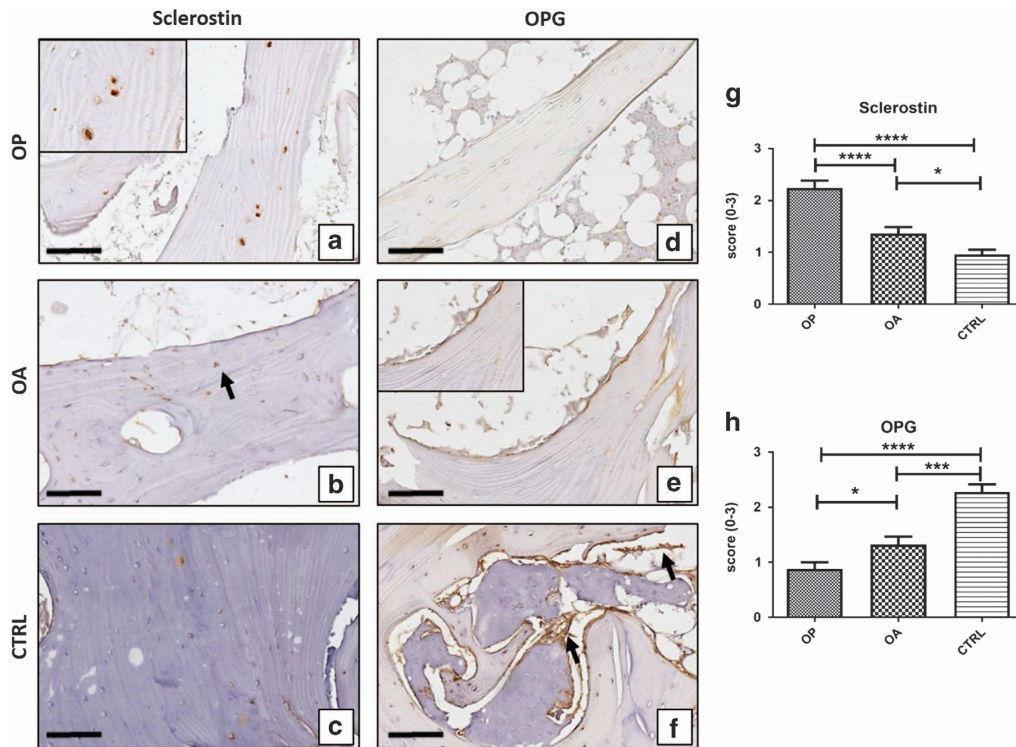 Sclerostin
OPG
OP
OA
CTRL
a
b
c
d
e
f
g
Sclerostin
****
****
*
score (0-3)
3
2
1
0
OP
OA
CTRL
h
OPG
****
***
*
score (0-3)
3
2
1
0
OP
OA
CTRL